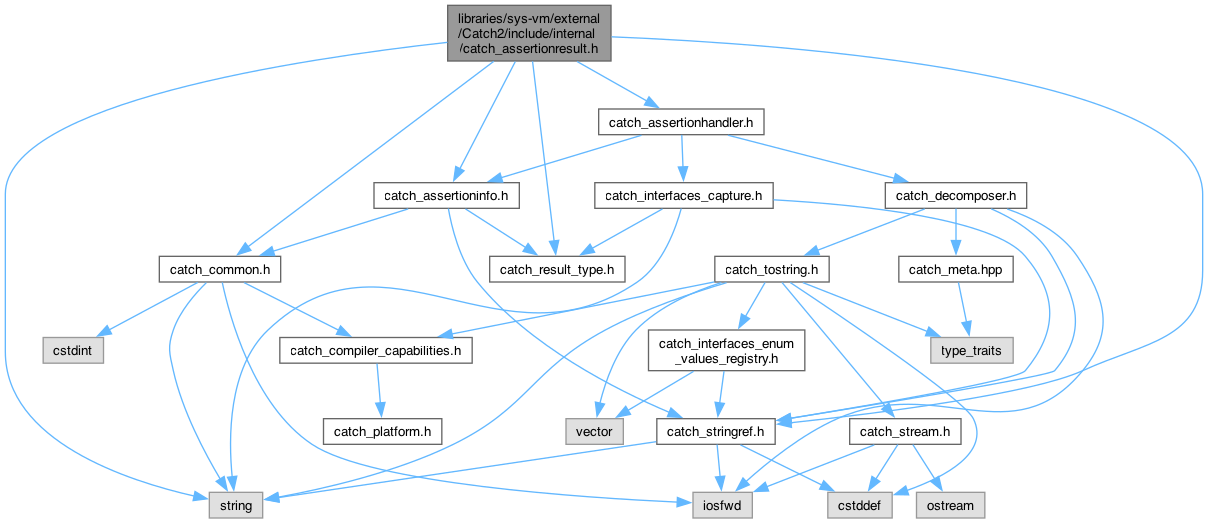 libraries/sys-vm/external
/Catch2/include/internal
/catch_assertionresult.h
catch_assertionhandler.h
catch_assertioninfo.h
catch_interfaces_capture.h
catch_decomposer.h
catch_common.h
catch_result_type.h
catch_tostring.h
catch_meta.hpp
cstdint
catch_compiler_capabilities.h
catch_interfaces_enum
_values_registry.h
type_traits
catch_platform.h
vector
catch_stringref.h
catch_stream.h
string
iosfwd
cstddef
ostream